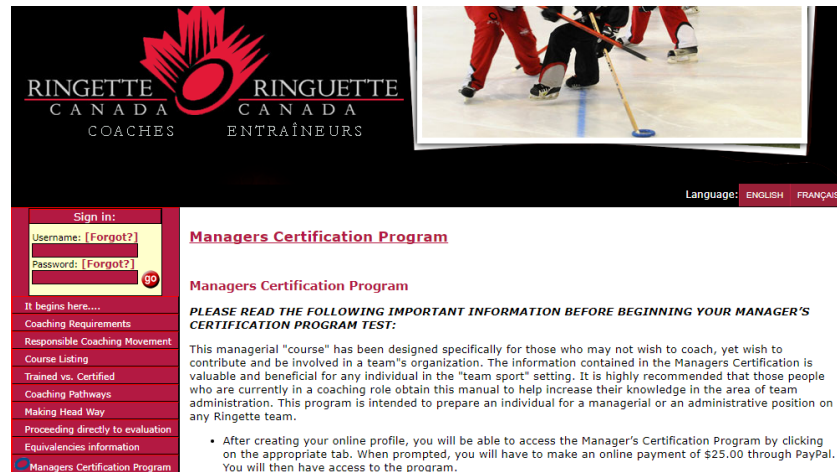 RINGETTE RINGUETTE
CANADA CANADA
COACHES ENTRAÎNEURS
Language: ENGLISH FRANÇAIS
Sign in:
Username: [Forgot?]
Password: [Forgot?]
go
It begins here....
Coaching Requirements
Responsible Coaching Movement
Course Listing
Trained vs. Certified
Coaching Pathways
Making Head Way
Proceeding directly to evaluation
Equivalencies information
Managers Certification Program
Managers Certification Program
Managers Certification Program
PLEASE READ THE FOLLOWING IMPORTANT INFORMATION BEFORE BEGINNING YOUR MANAGER'S
CERTIFICATION PROGRAM TEST:
This managerial "course" has been designed specifically for those who may not wish to coach, yet wish to
contribute and be involved in a team"s organization. The information contained in the Managers Certification is
valuable and beneficial for any individual in the "team sport" setting. It is highly recommended that those people
who are currently in a coaching role obtain this manual to help increase their knowledge in the area of team
administration. This program is intended to prepare an individual for a managerial or an administrative position on
any Ringette team.
• After creating your online profile, you will be able to access the Manager's Certification Program by clicking
on the appropriate tab. When prompted, you will have to make an online payment of $25.00 through PayPal.
You will then have access to the program.